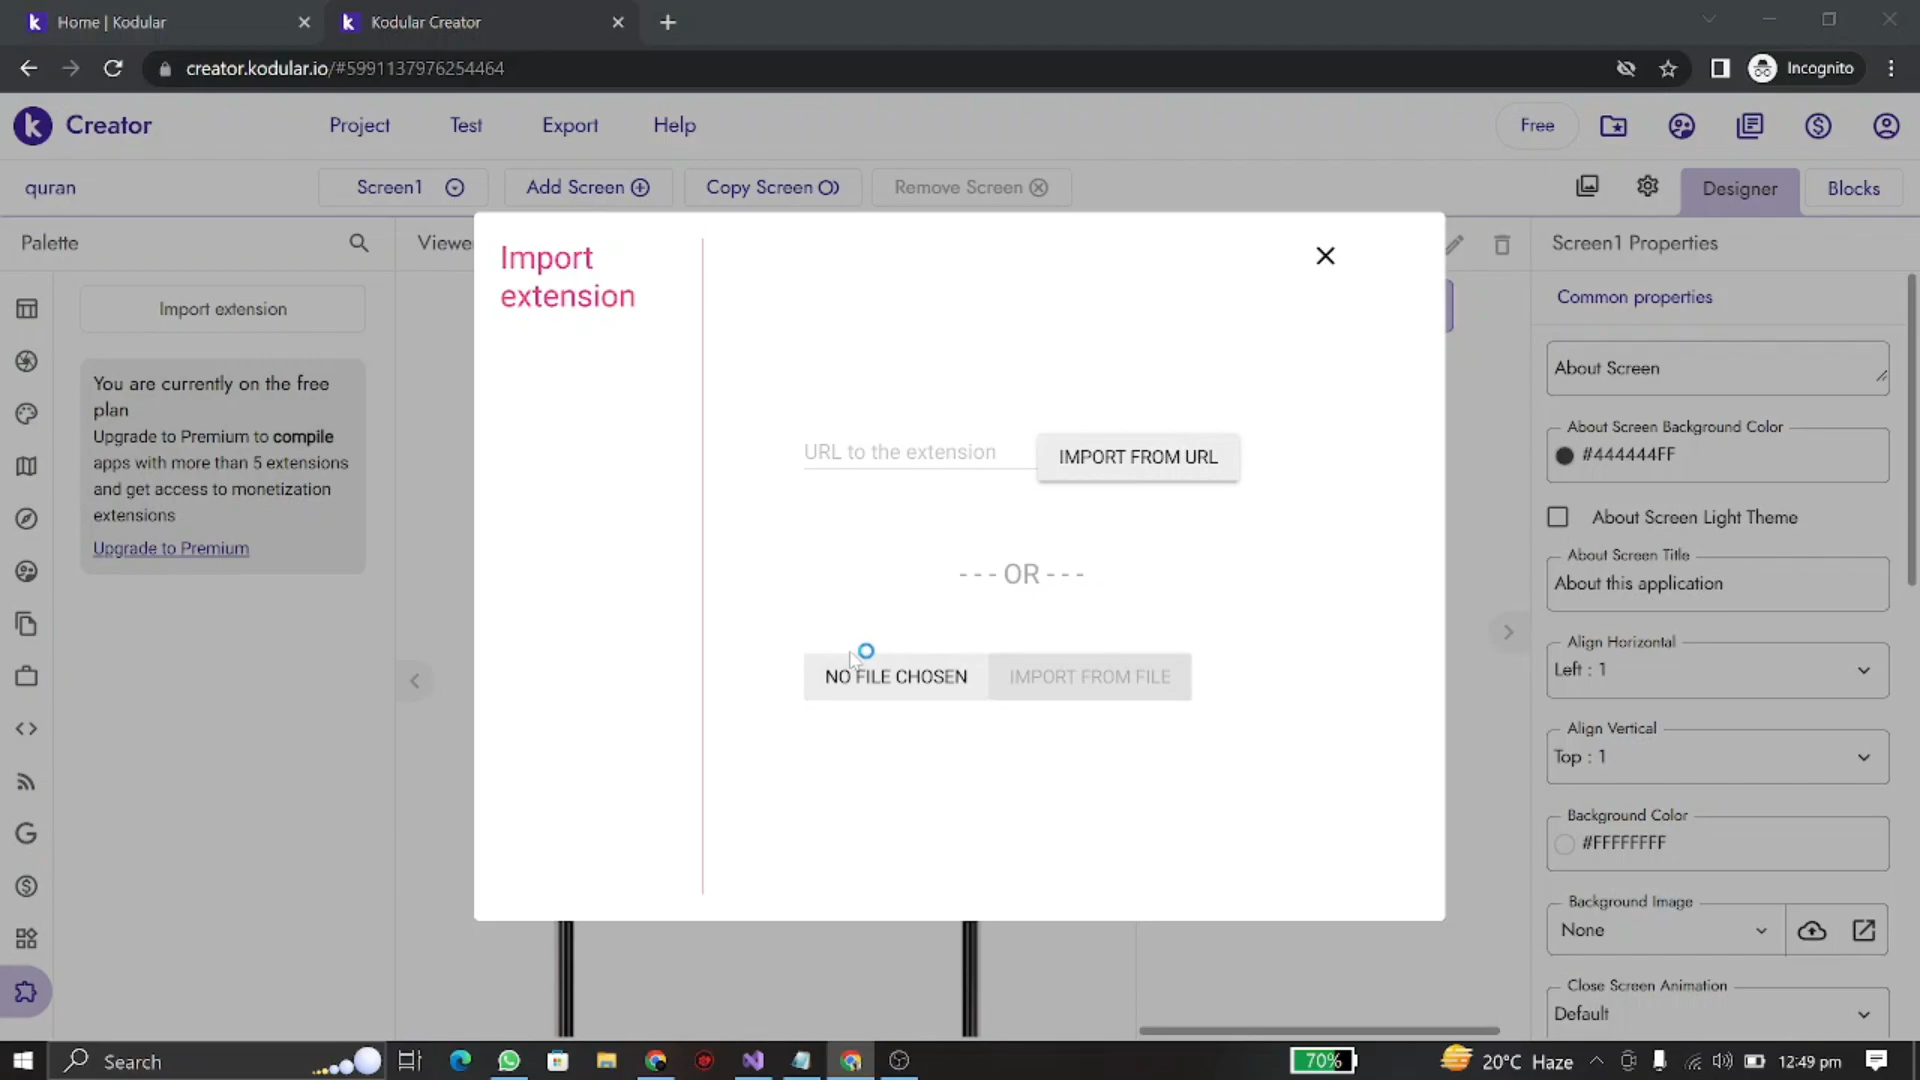 Home | Kodular
Kodular Creator
creator.kodular.io/#5991137976254464
Incognito
Creator
Project
Test
Export
Help
Free
quran
Screen1
Add Screen
Copy Screen
Remove Screen
Designer
Blocks
Palette
Viewe
Screen1 Properties
Import extension
You are currently on the free
plan
Upgrade to Premium to compile
apps with more than 5 extensions
and get access to monetization
extensions
Upgrade to Premium
Import
extension
URL to the extension
IMPORT FROM URL
- - - OR - - -
NO FILE CHOSEN
IMPORT FROM FILE
Common properties
About Screen
About Screen Background Color
#444444FF
About Screen Light Theme
About Screen Title
About this application
Align Horizontal
Left : 1
Align Vertical
Top : 1
Background Color
#FFFFFFFF
Background Image
None
Close Screen Animation
Default
Search
70%
20°C Haze
12:49 pm